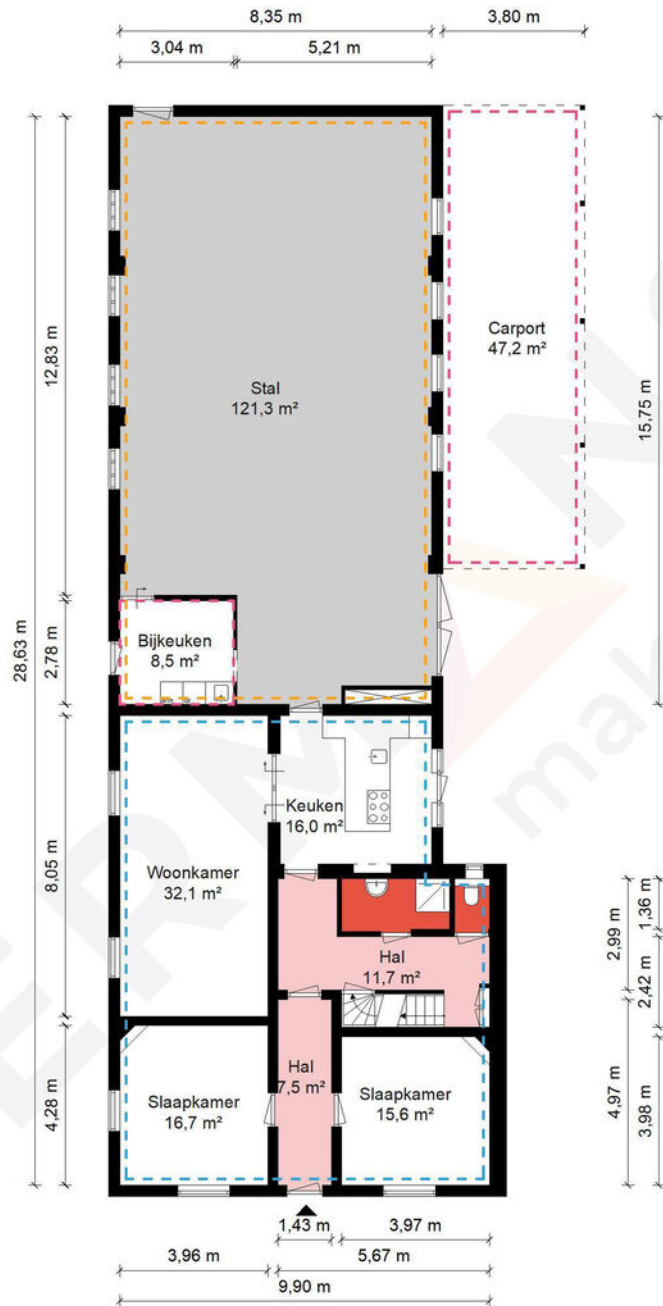 8,35 m
3,80 m
3,04 m
5,21 m
12,83 m
28,63 m
2,78 m
8,05 m
4,28 m
15,75 m
Carport
47,2 m²
Stal
121,3 m²
Bijkeuken
8,5 m²
Keuken
16,0 m²
Woonkamer
32,1 m²
Hal
11,7 m²
Hal
7,5 m²
Slaapkamer
16,7 m²
Slaapkamer
15,6 m²
2,99 m
1,36 m
2,42 m
4,97 m
3,98 m
1,43 m
3,97 m
3,96 m
5,67 m
9,90 m